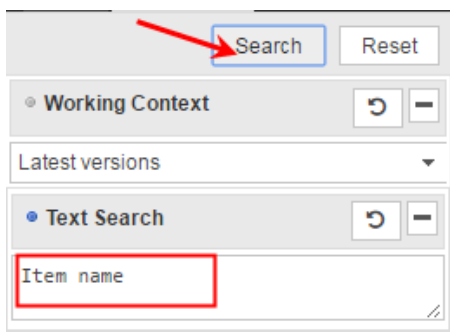 Search Reset
Working Context
Latest versions
Text Search
Item name